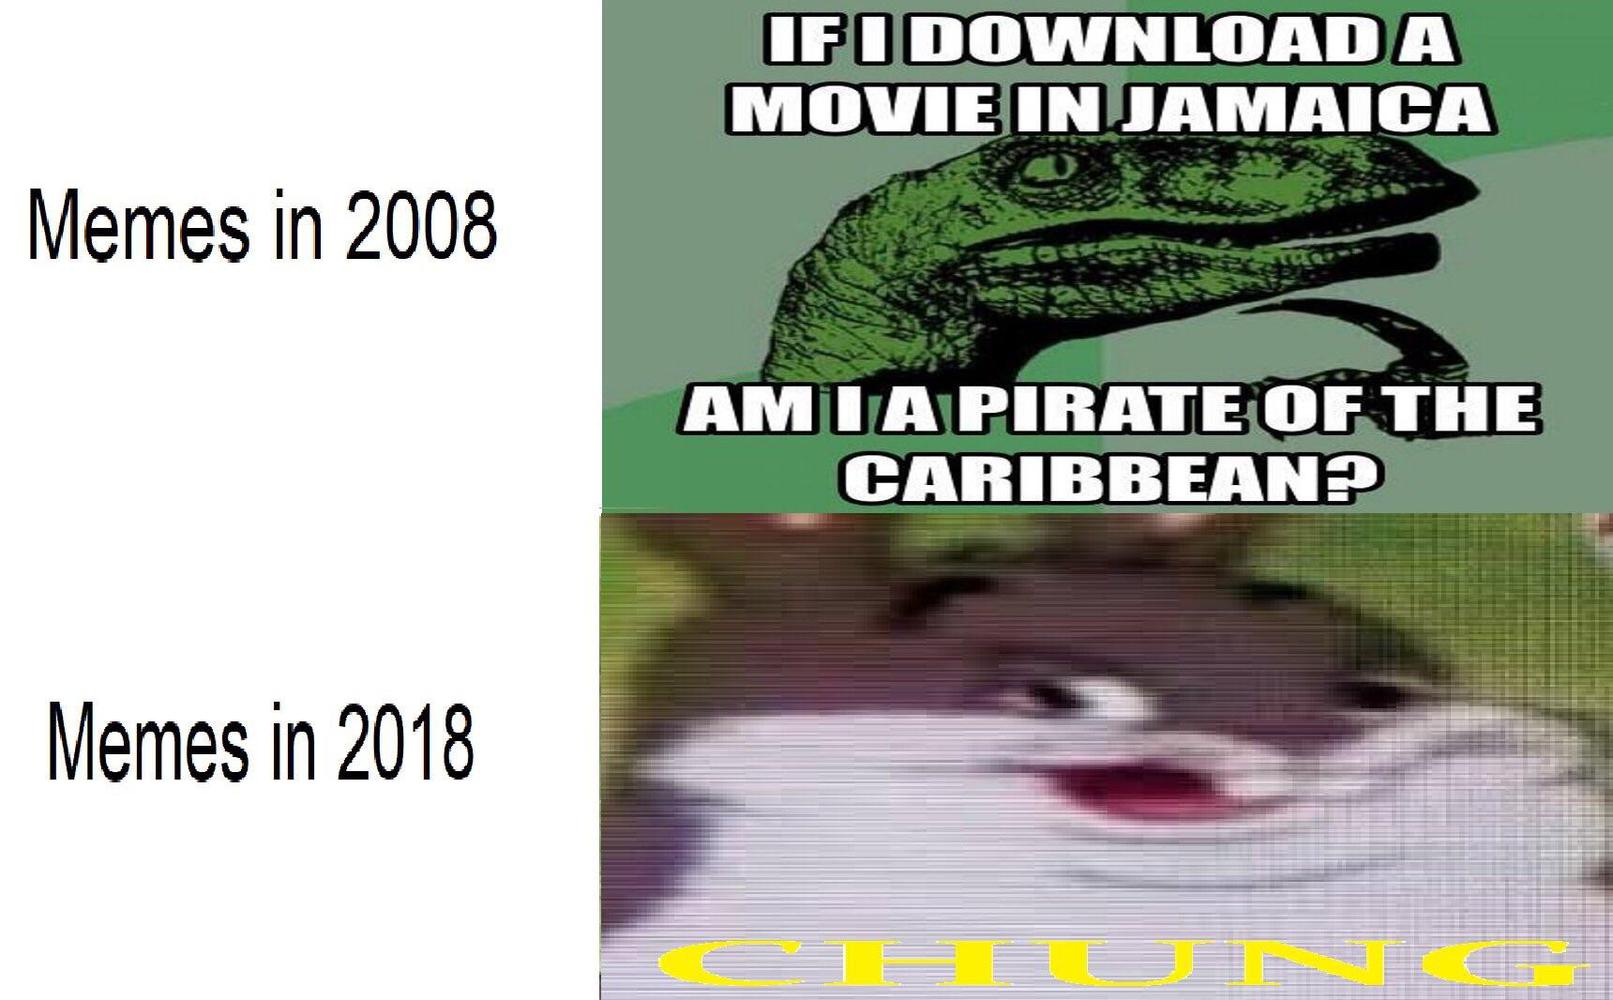 Memes in 2008
IF I DOWNLOAD A
MOVIE IN JAMAICA
AM I A PIRATE OF THE
CARIBBEAN?
Memes in 2018
CHUNG